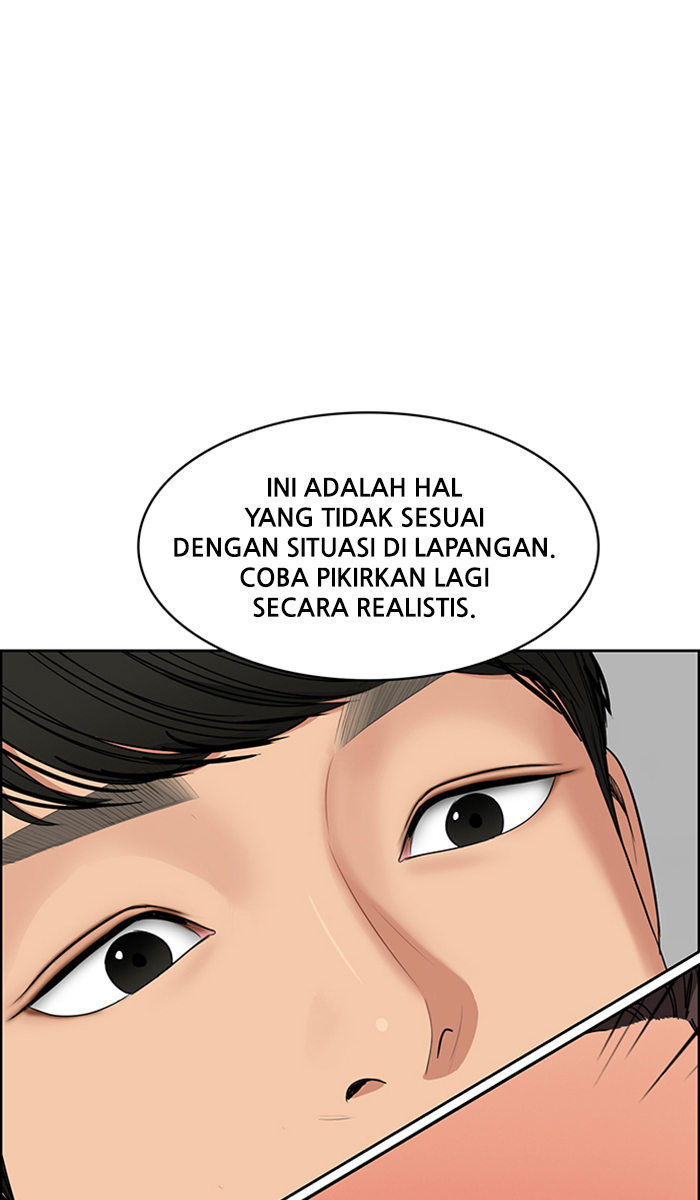 INI ADALAH HAL
YANG TIDAK SESUAI
DENGAN SITUASI DI LAPANGAN.
COBA PIKIRKAN LAGI
SECARA REALISTIS.